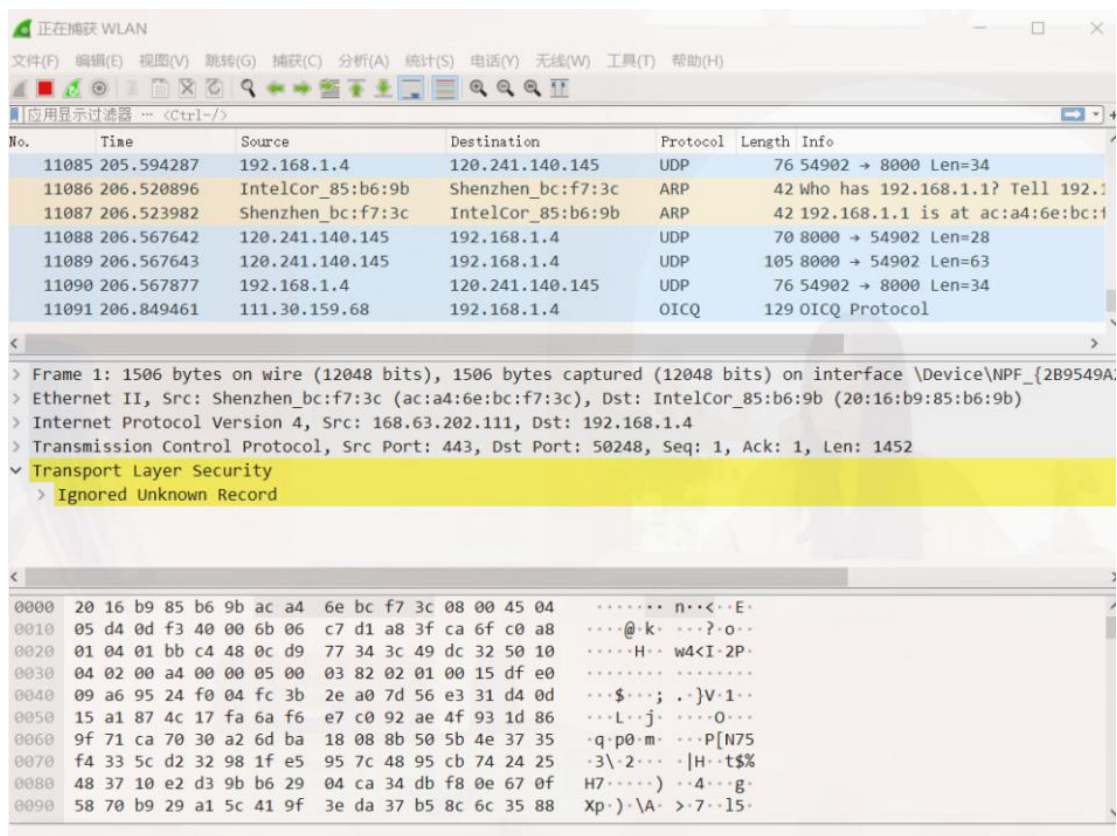 正在捕获 WLAN
文件(F) 编辑(E) 视图(V) 跳转(G) 捕获(C) 分析(A) 统计(S) 电话(Y) 无线(W) 工具(T) 帮助(H)
应用显示过滤器 … <Ctrl-/>
No. Time Source Destination Protocol Length Info
11085 205.594287 192.168.1.4 120.241.140.145 UDP 76 54902 → 8000 Len=34
11086 206.520896 IntelCor_85:b6:9b Shenzhen_bc:f7:3c ARP 42 Who has 192.168.1.1? Tell 192.1
11087 206.523982 Shenzhen_bc:f7:3c IntelCor_85:b6:9b ARP 42 192.168.1.1 is at ac:a4:6e:bc:f
11088 206.567642 120.241.140.145 192.168.1.4 UDP 70 8000 → 54902 Len=28
11089 206.567643 120.241.140.145 192.168.1.4 UDP 105 8000 → 54902 Len=63
11090 206.567877 192.168.1.4 120.241.140.145 UDP 76 54902 → 8000 Len=34
11091 206.849461 111.30.159.68 192.168.1.4 OICQ 129 OICQ Protocol
Frame 1: 1506 bytes on wire (12048 bits), 1506 bytes captured (12048 bits) on interface \Device\NPF_{2B9549A2
Ethernet II, Src: Shenzhen_bc:f7:3c (ac:a4:6e:bc:f7:3c), Dst: IntelCor_85:b6:9b (20:16:b9:85:b6:9b)
Internet Protocol Version 4, Src: 168.63.202.111, Dst: 192.168.1.4
Transmission Control Protocol, Src Port: 443, Dst Port: 50248, Seq: 1, Ack: 1, Len: 1452
Transport Layer Security
Ignored Unknown Record
0000 20 16 b9 85 b6 9b ac a4 6e bc f7 3c 08 00 45 04 ········ n··<··E·
0010 05 d4 0d f3 40 00 6b 06 c7 d1 a8 3f ca 6f c0 a8 ····@·k· ···?·o··
0020 01 04 01 bb c4 48 0c d9 77 34 3c 49 dc 32 50 10 ·····H·· w4<I·2P·
0030 04 02 00 a4 00 00 05 00 03 82 02 01 00 15 df e0 ········ ········
0040 09 a6 95 24 f0 04 fc 3b 2e a0 7d 56 e3 31 d4 0d ···$···; .·}V·1··
0050 15 a1 87 4c 17 fa 6a f6 e7 c0 92 ae 4f 93 1d 86 ···L··j· ····O···
0060 9f 71 ca 70 30 a2 6d ba 18 08 8b 50 5b 4e 37 35 ·q·p0·m· ···P[N75
0070 f4 33 5c d2 32 98 1f e5 95 7c 48 95 cb 74 24 25 ·3\·2··· ·|H··t$%
0080 48 37 10 e2 d3 9b b6 29 04 ca 34 db f8 0e 67 0f H7·····) ··4···g·
0090 58 70 b9 29 a1 5c 41 9f 3e da 37 b5 8c 6c 35 88 Xp·)·\A· >·7··l5·